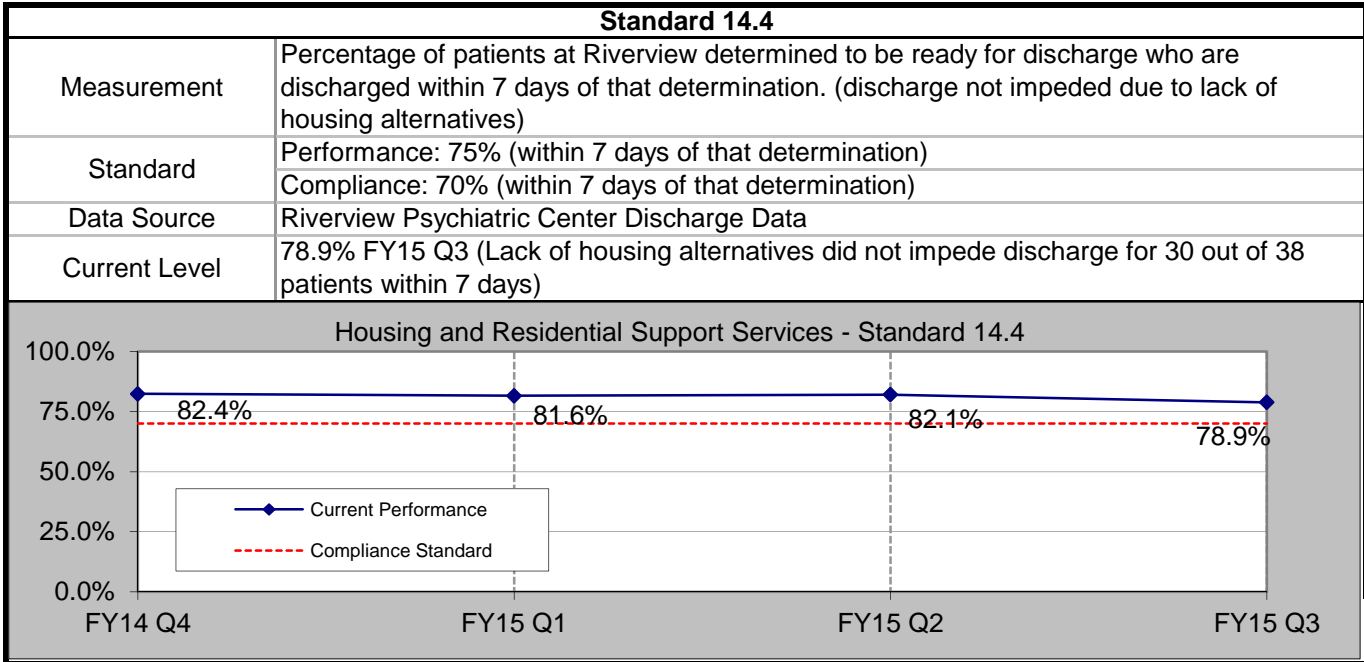 Standard 14.4
Measurement
Percentage of patients at Riverview determined to be ready for discharge who are
discharged within 7 days of that determination. (discharge not impeded due to lack of
housing alternatives)
Standard
Performance: 75% (within 7 days of that determination)
Compliance: 70% (within 7 days of that determination)
Data Source
Riverview Psychiatric Center Discharge Data
Current Level
78.9% FY15 Q3 (Lack of housing alternatives did not impede discharge for 30 out of 38
patients within 7 days)
Housing and Residential Support Services - Standard 14.4
100.0%
75.0%
50.0%
25.0%
0.0%
82.4%
81.6%
82.1%
78.9%
Current Performance
Compliance Standard
FY14 Q4
FY15 Q1
FY15 Q2
FY15 Q3